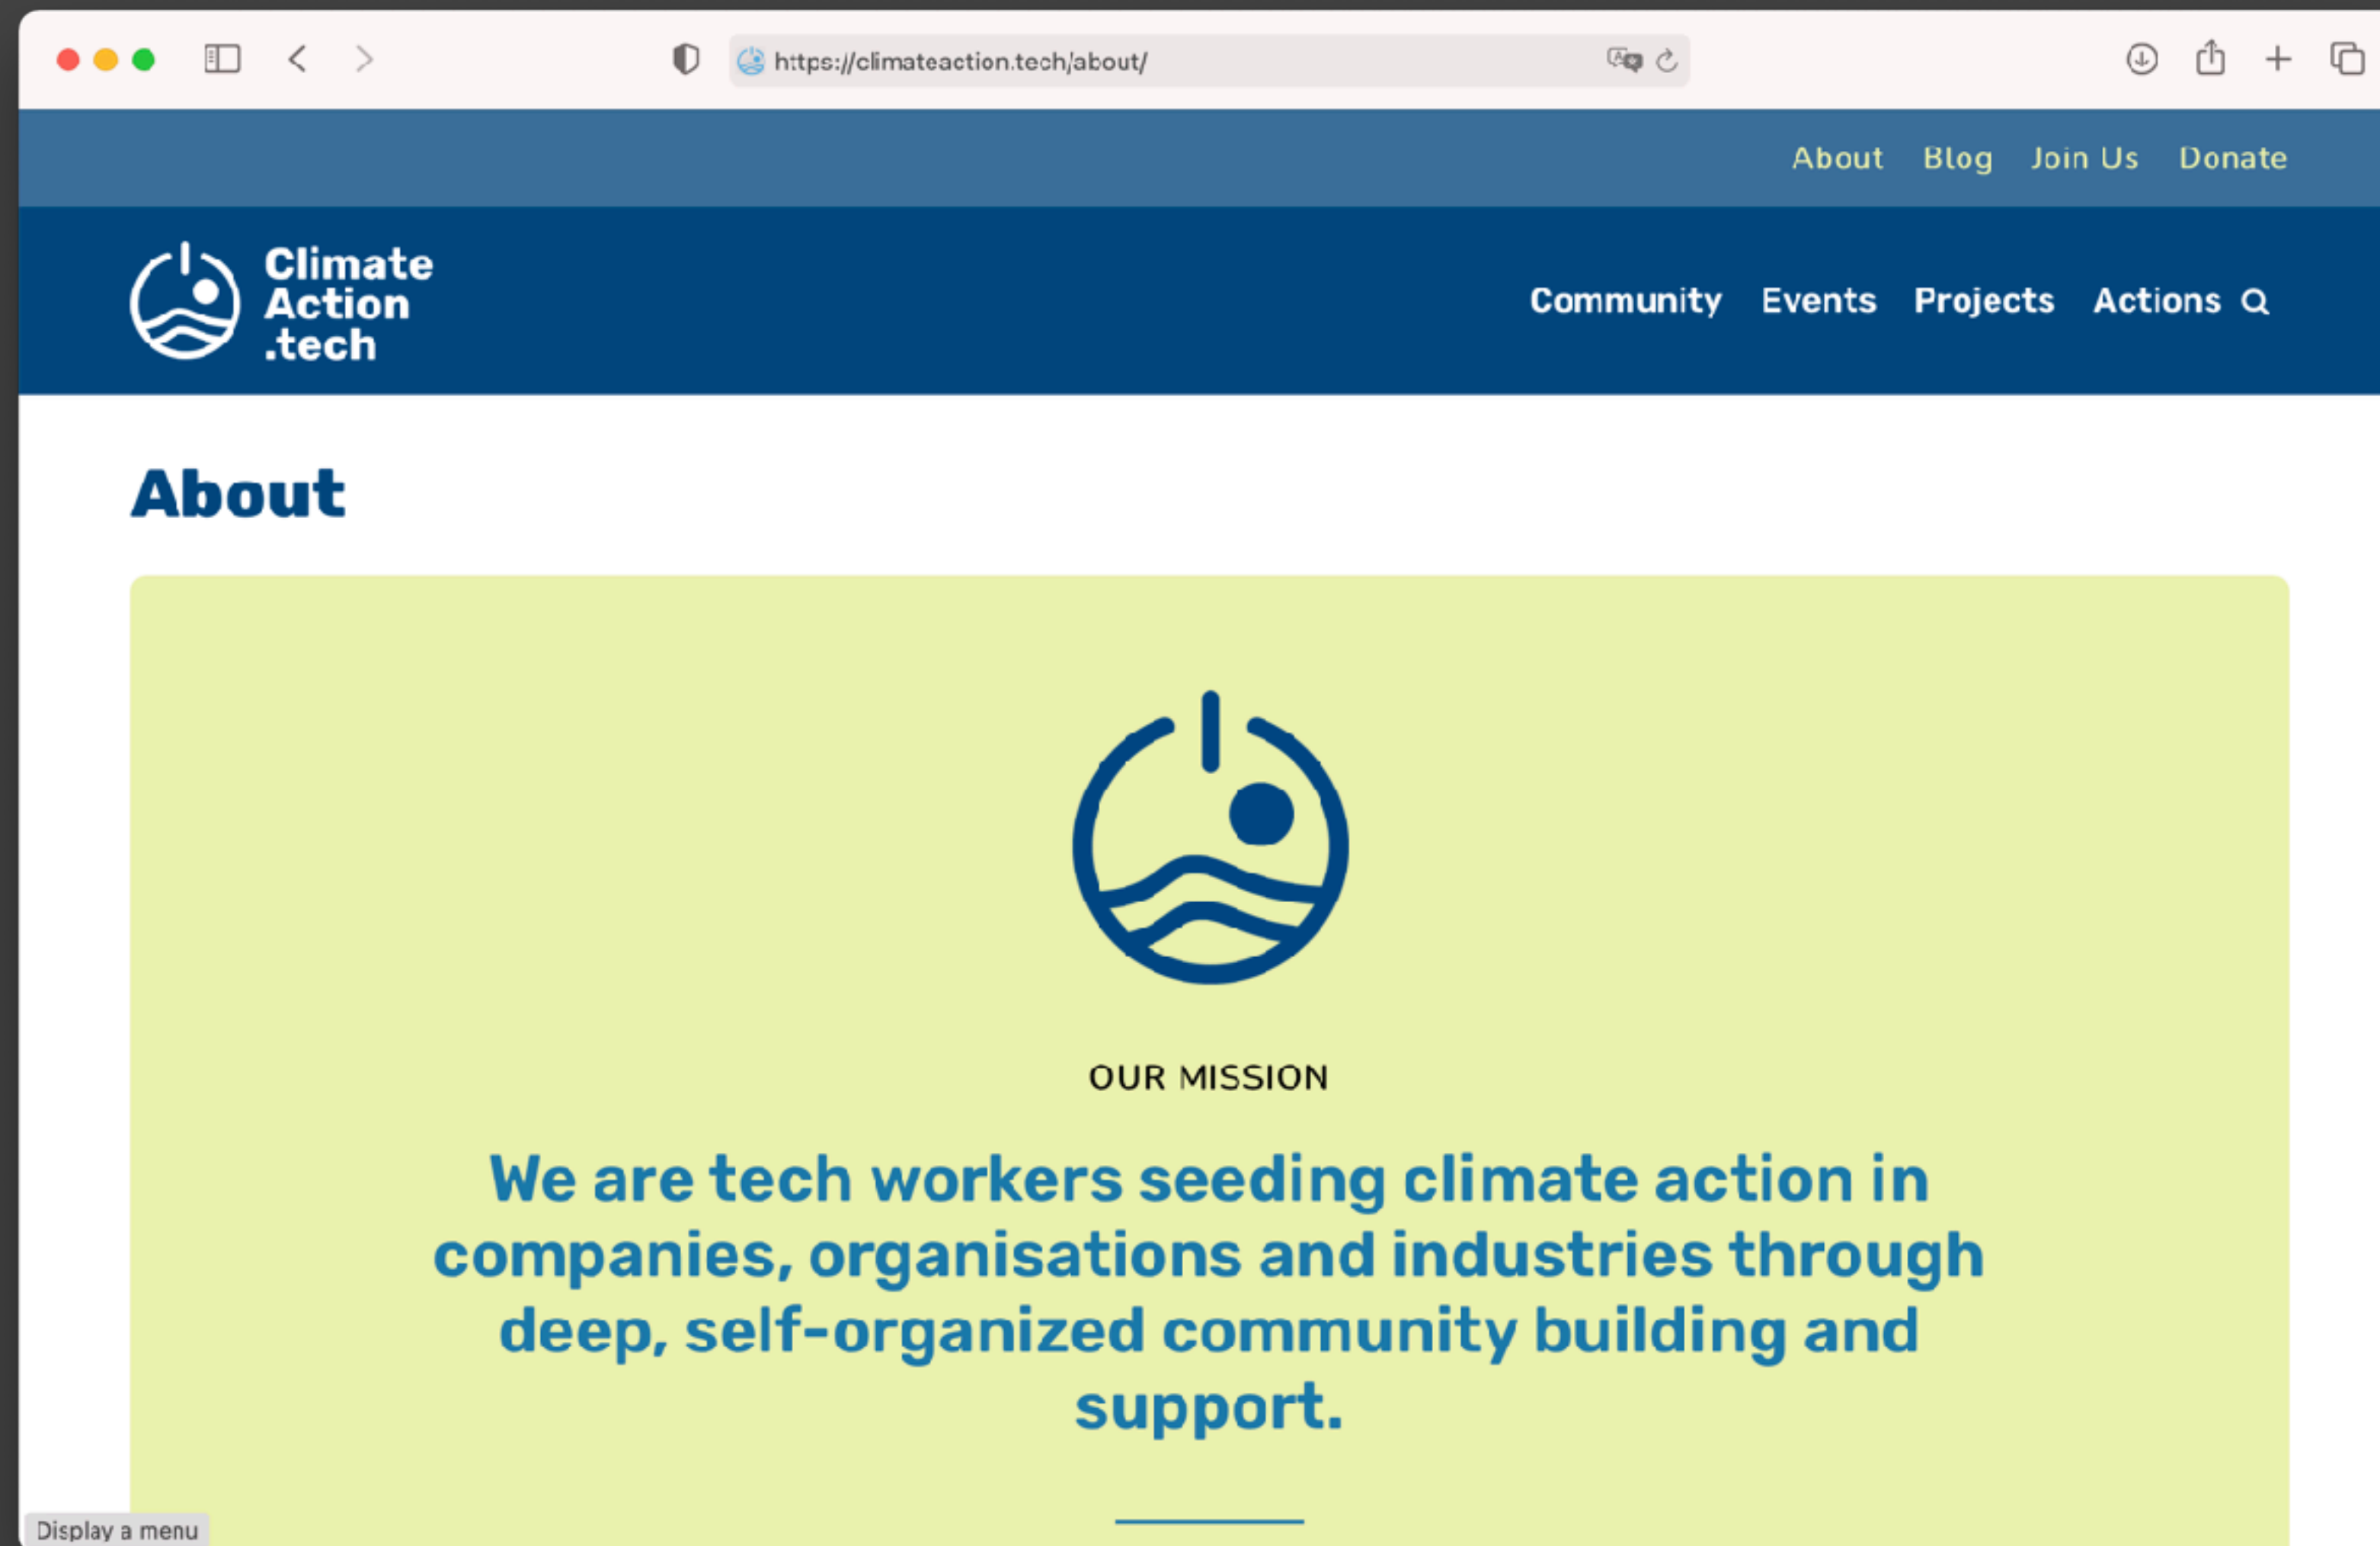 https://climateaction.tech/about/
About Blog Join Us Donate
Climate
Action
.tech
Community Events Projects Actions
About
OUR MISSION
We are tech workers seeding climate action in
companies, organisations and industries through
deep, self-organized community building and
support.
Display a menu